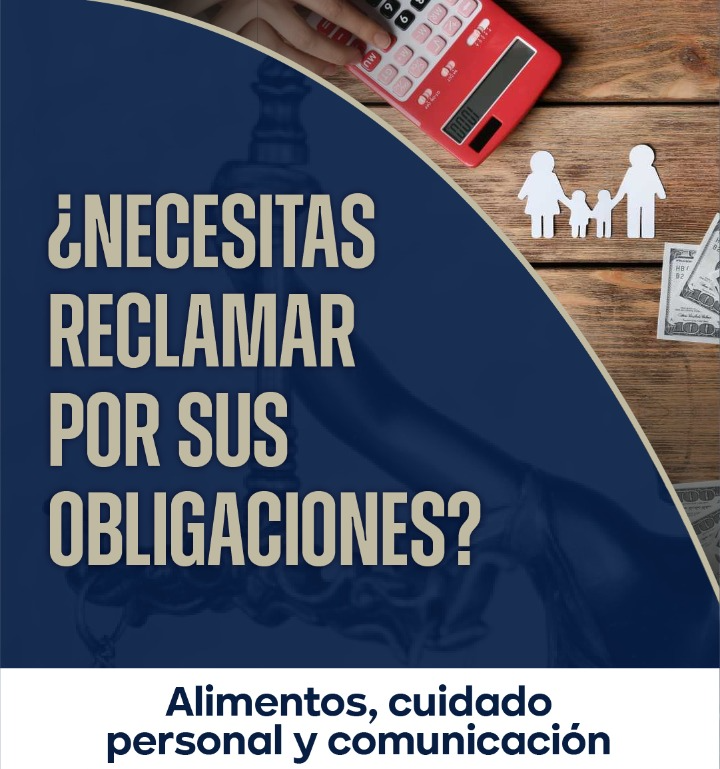 ¿NECESITAS
RECLAMAR
POR SUS
OBLIGACIONES?
Alimentos, cuidado
personal y comunicación